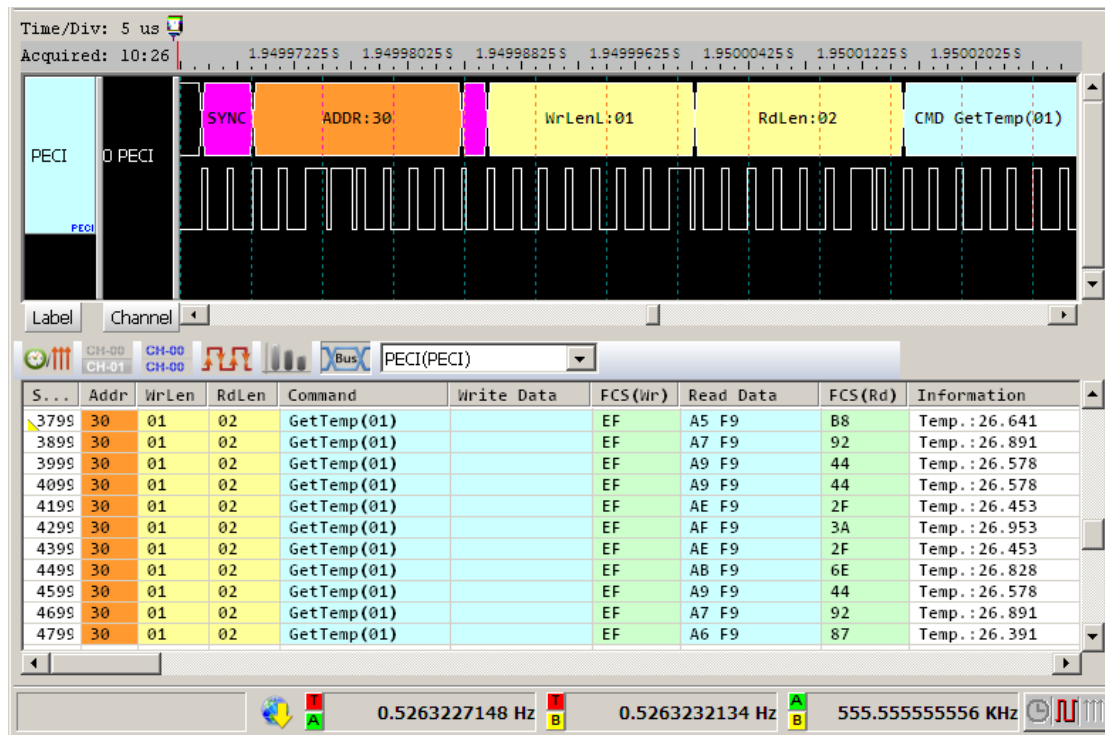 Time/Div: 5 us
Acquired: 10:26 1.94997225 S 1.94998025 S 1.94998825 S 1.94999625 S 1.95000425 S 1.95001225 S 1.95002025 S
SYNC ADDR:30 WrLenL:01 RdLen:02 CMD GetTemp(01)
PECI 0 PECI
PECI
Label Channel
CH-00 CH-00
CH-01 CH-00
Bus PECI(PECI)
S... Addr WrLen RdLen Command Write Data FCS(Wr) Read Data FCS(Rd) Information
3799 30 01 02 GetTemp(01) EF A5 F9 B8 Temp.:26.641
3899 30 01 02 GetTemp(01) EF A7 F9 92 Temp.:26.891
3999 30 01 02 GetTemp(01) EF A9 F9 44 Temp.:26.578
4099 30 01 02 GetTemp(01) EF A9 F9 44 Temp.:26.578
4199 30 01 02 GetTemp(01) EF AE F9 2F Temp.:26.453
4299 30 01 02 GetTemp(01) EF AF F9 3A Temp.:26.953
4399 30 01 02 GetTemp(01) EF AE F9 2F Temp.:26.453
4499 30 01 02 GetTemp(01) EF AB F9 6E Temp.:26.828
4599 30 01 02 GetTemp(01) EF A9 F9 44 Temp.:26.578
4699 30 01 02 GetTemp(01) EF A7 F9 92 Temp.:26.891
4799 30 01 02 GetTemp(01) EF A6 F9 87 Temp.:26.391
T A 0.5263227148 Hz T B 0.5263232134 Hz A B 555.555555556 KHz